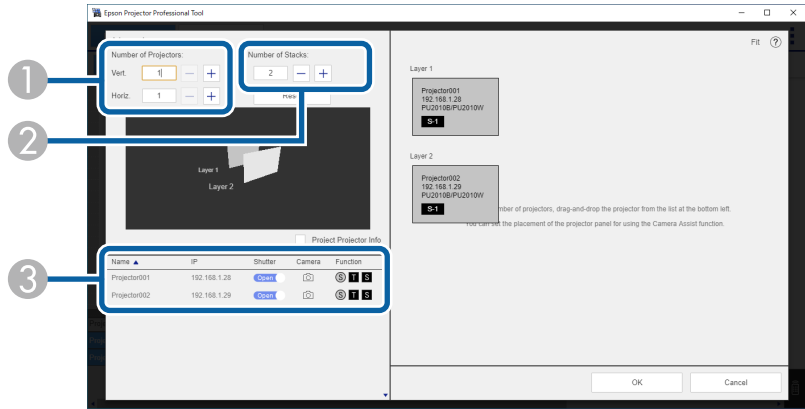 Epson Projector Professional Tool
Fit ?
Number of Projectors:
Number of Stacks:
Vert. 1
2
Horiz. 1
1
2
3
Layer 1
Layer 2
Project Projector Info
Name IP Shutter Camera Function
Projector001 192.168.1.28 Open S T S
Projector002 192.168.1.29 Open S T S
Layer 1
Projector001
192.168.1.28
PU2010B/PU2010W
S-1
Layer 2
Projector002
192.168.1.29
PU2010B/PU2010W
S-1
mber of projectors, drag-and-drop the projector from the list at the bottom left.
You can set the placement of the projector panel for using the Camera Assist function.
OK Cancel